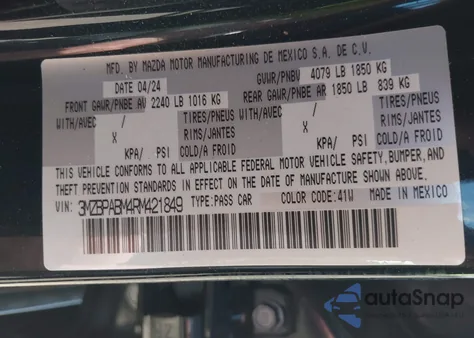 MFD. BY MAZDA MOTOR MANUFACTURING DE MEXICO S.A. DE C.V.
DATE 04/24 GVWR/PNBV 4079 LB 1850 KG
FRONT GAWR/PNBE AV 2240 LB 1016 KG REAR GAWR/PNBE AR 1850 LB 839 KG
WITH/AVEC / TIRES/PNEUS WITH/AVEC / TIRES/PNEUS
X RIMS/JANTES X RIMS/JANTES
KPA/ PSI COLD/A FROID KPA/ PSI COLD/A FROID
THIS VEHICLE CONFORMS TO ALL APPLICABLE FEDERAL MOTOR VEHICLE SAFETY, BUMPER, AND
THEFT PREVENTION STANDARDS IN EFFECT ON THE DATE OF MANUFACTURE SHOWN ABOVE.
VIN: 3MZBPABM4RM421849 TYPE: PASS CAR COLOR CODE: 41W MADE IN MEXICO
autoSnap